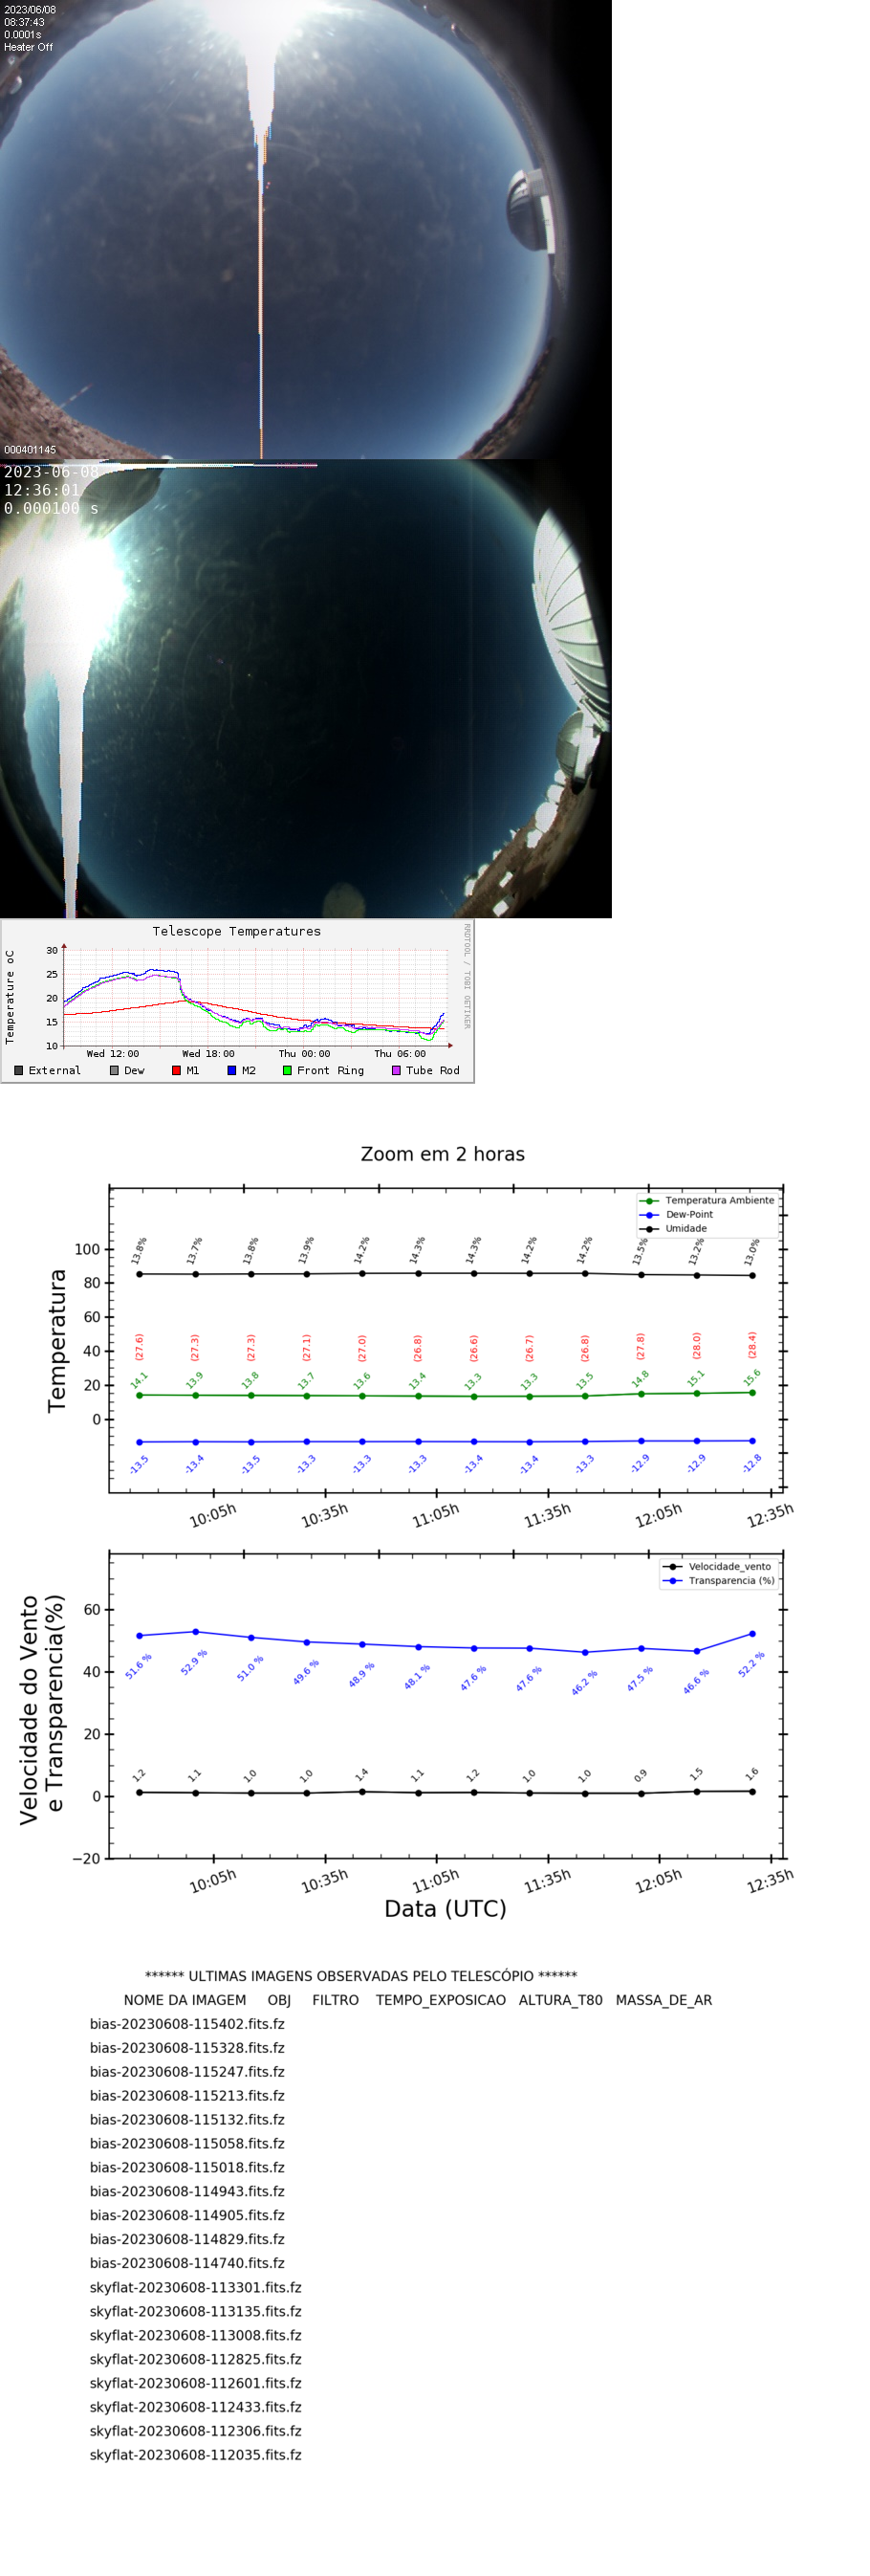 2023/06/08
08:37:43
0.0001s
Heater Off
000401145
2023-06-08
12:36:01
0.000100 s
Telescope Temperatures
RRDTOOL / TOBI OETIKER
Temperature oC
30
25
20
15
10
Wed 12:00 Wed 18:00 Thu 00:00 Thu 06:00
External Dew M1 M2 Front Ring Tube Rod
Zoom em 2 horas
Temperatura Ambiente
Dew-Point
Umidade
Temperatura
100
80
60
40
20
0
13.8% 13.7% 13.8% 13.9% 14.2% 14.3% 14.3% 14.2% 14.2% 13.5% 13.2% 13.0%
(27.6) (27.3) (27.3) (27.1) (27.0) (26.8) (26.6) (26.7) (26.8) (27.8) (28.0) (28.4)
14.1 13.9 13.8 13.7 13.6 13.4 13.3 13.3 13.5 14.8 15.1 15.6
-13.5 -13.4 -13.5 -13.3 -13.3 -13.3 -13.4 -13.4 -13.3 -12.9 -12.9 -12.8
10:05h 10:35h 11:05h 11:35h 12:05h 12:35h
Velocidade_vento
Transparencia (%)
Velocidade do Vento
e Transparencia(%)
60
40
20
0
−20
51.6 % 52.9 % 51.0 % 49.6 % 48.9 % 48.1 % 47.6 % 47.6 % 46.2 % 47.5 % 46.6 % 52.2 %
1.2 1.1 1.0 1.0 1.4 1.1 1.2 1.0 1.0 0.9 1.5 1.6
10:05h 10:35h 11:05h 11:35h 12:05h 12:35h
Data (UTC)
****** ULTIMAS IMAGENS OBSERVADAS PELO TELESCÓPIO ******
NOME DA IMAGEM OBJ FILTRO TEMPO_EXPOSICAO ALTURA_T80 MASSA_DE_AR
bias-20230608-115402.fits.fz
bias-20230608-115328.fits.fz
bias-20230608-115247.fits.fz
bias-20230608-115213.fits.fz
bias-20230608-115132.fits.fz
bias-20230608-115058.fits.fz
bias-20230608-115018.fits.fz
bias-20230608-114943.fits.fz
bias-20230608-114905.fits.fz
bias-20230608-114829.fits.fz
bias-20230608-114740.fits.fz
skyflat-20230608-113301.fits.fz
skyflat-20230608-113135.fits.fz
skyflat-20230608-113008.fits.fz
skyflat-20230608-112825.fits.fz
skyflat-20230608-112601.fits.fz
skyflat-20230608-112433.fits.fz
skyflat-20230608-112306.fits.fz
skyflat-20230608-112035.fits.fz